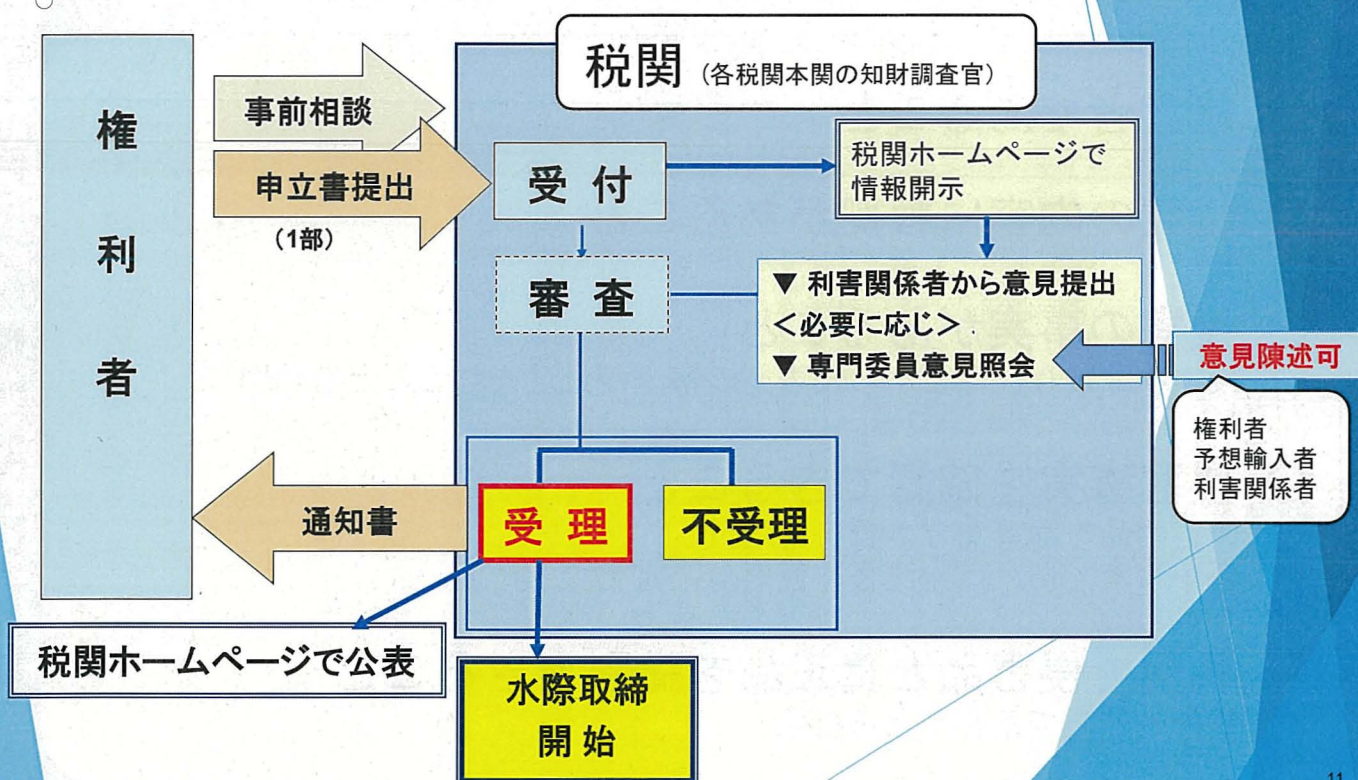 税関 (各税関本関の知財調査官)
権利者
事前相談
申立書提出
(1部)
受付
税関ホームページで
情報開示
審査
▼ 利害関係者から意見提出
<必要に応じ>
▼ 専門委員意見照会
意見陳述可
権利者
予想輸入者
利害関係者
通知書
受理
不受理
税関ホームページで公表
水際取締
開始
11